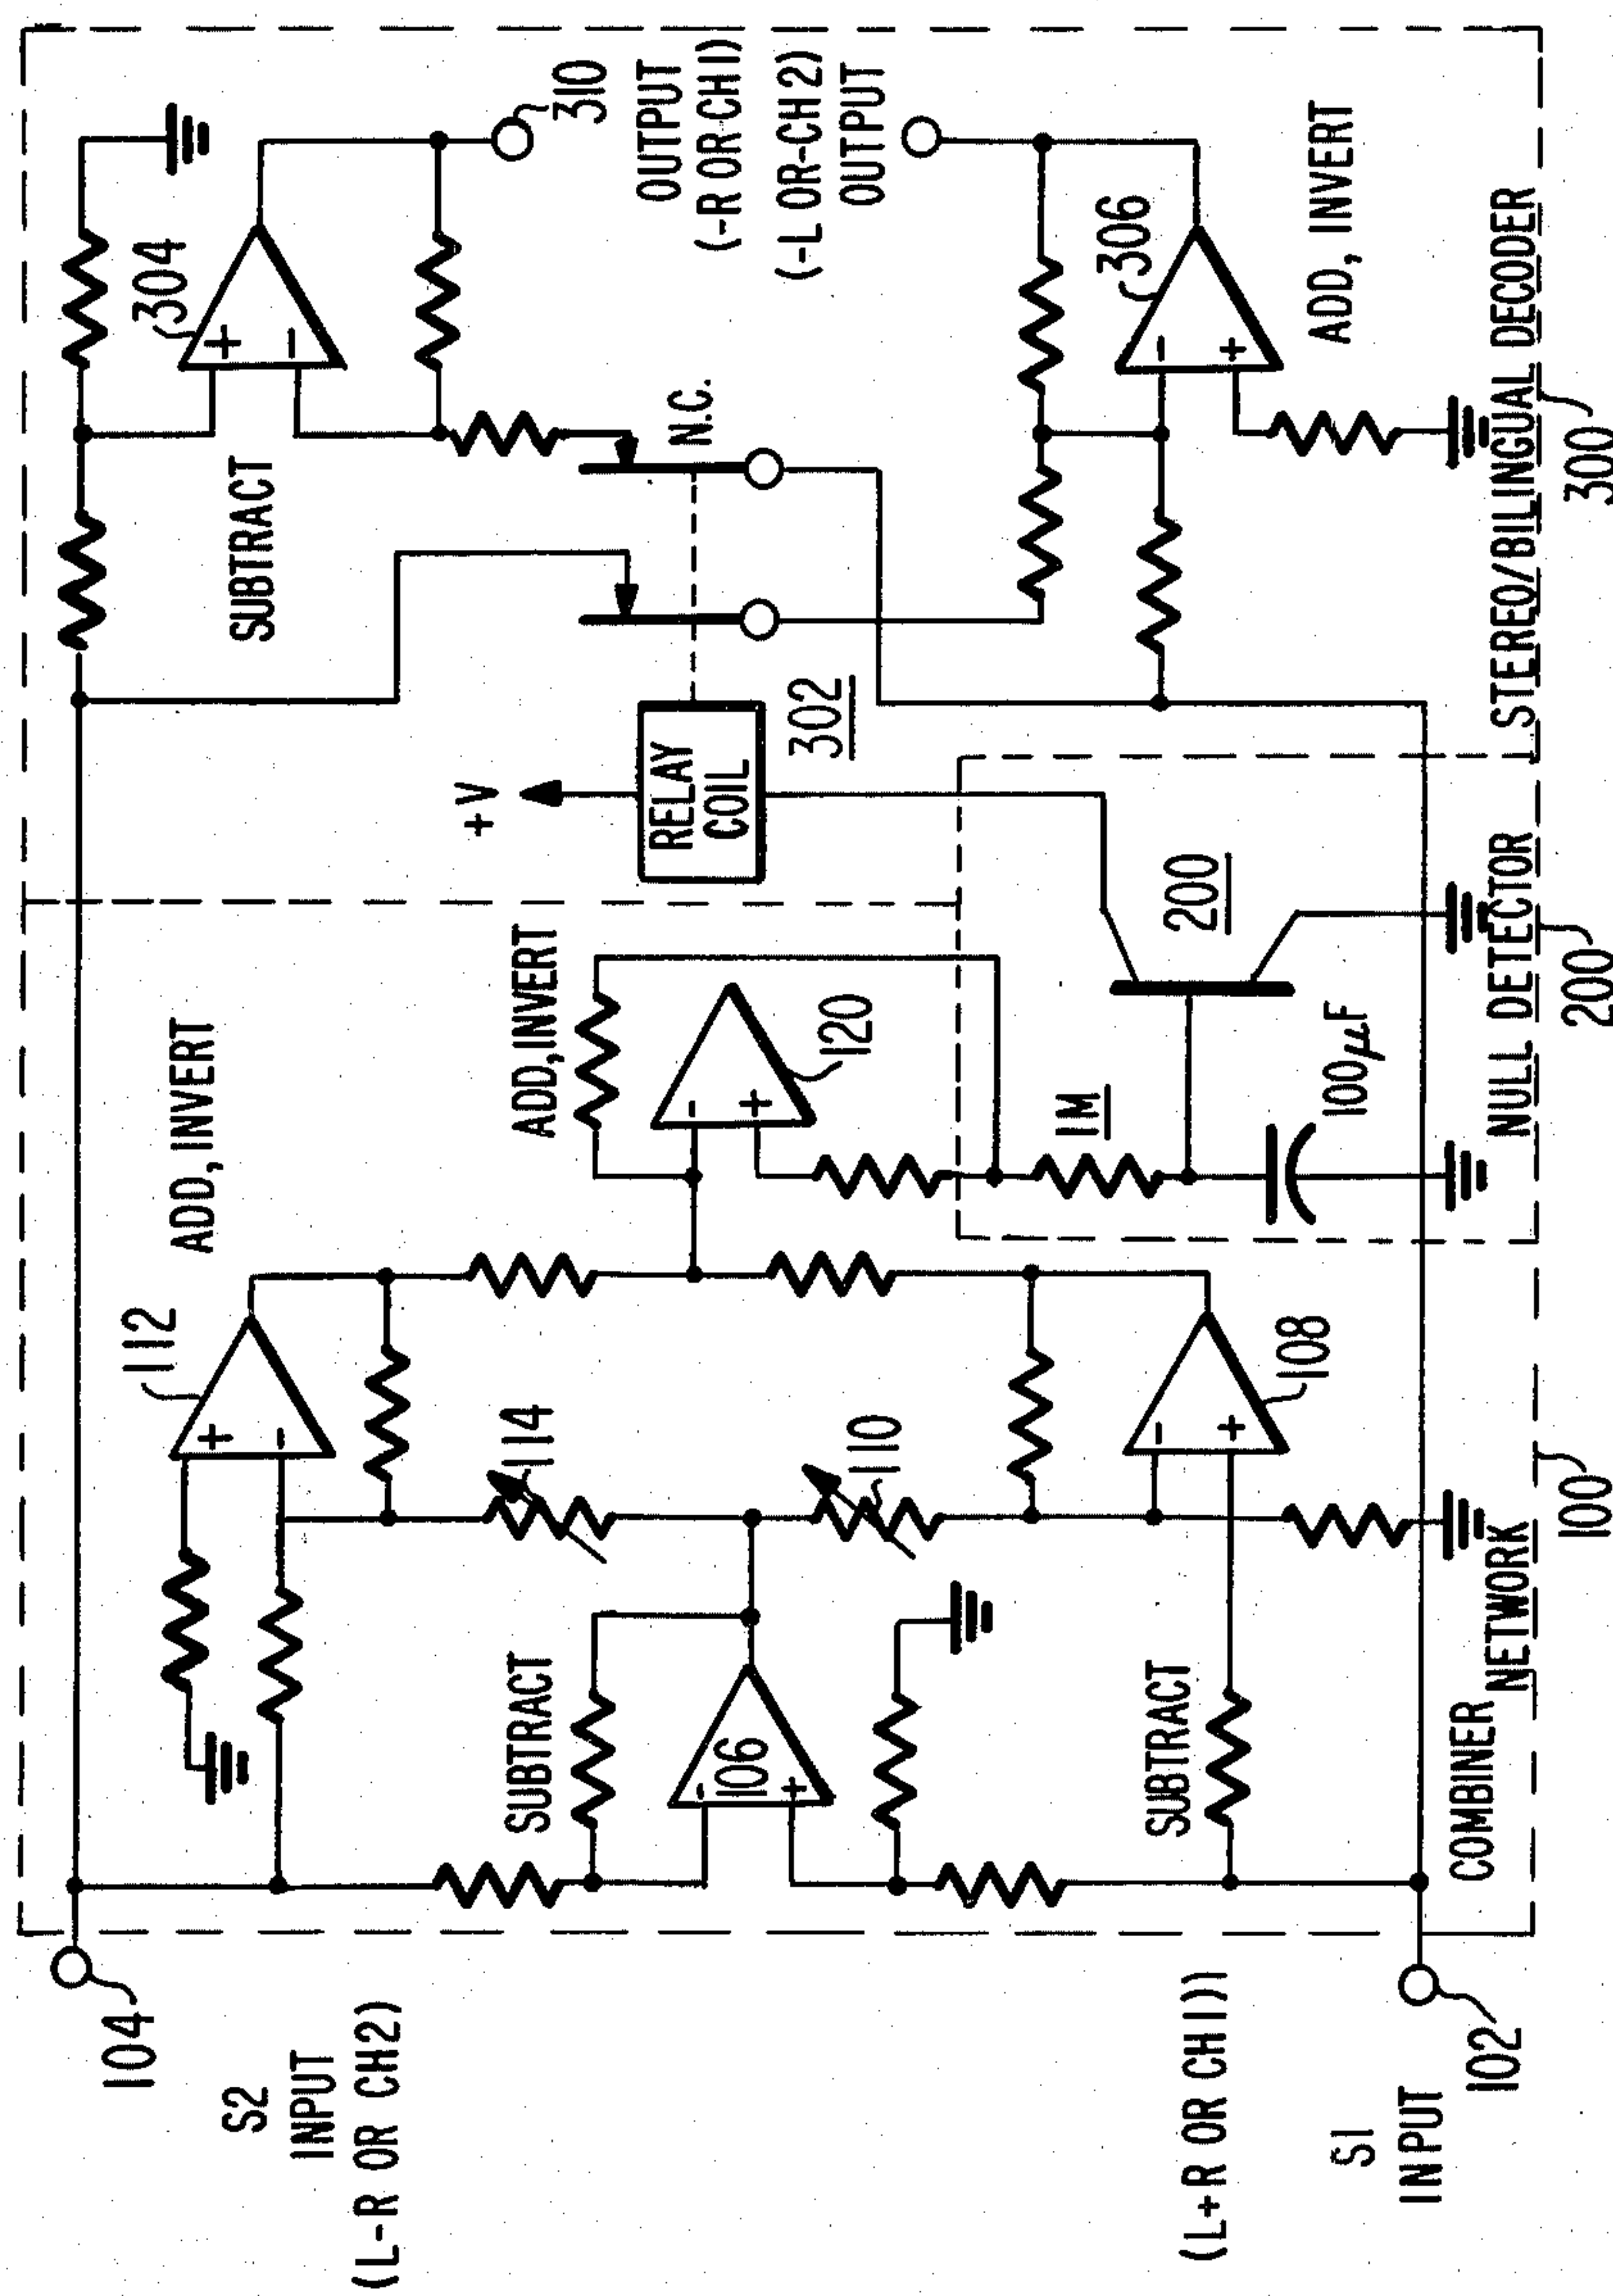 104
S2
INPUT
(L-R OR CH2)
(L+R OR CH1))
S1
INPUT
102
112
ADD, INVERT
+
-
114
SUBTRACT
106
-
+
110
SUBTRACT
108
-
+
COMBINER
NETWORK
100
ADD, INVERT
120
-
+
1M
100µF
200
NULL DETECTOR
200
+V
RELAY
COIL
302
SUBTRACT
304
+
-
N.C.
310
OUTPUT
(-R OR CH1)
(-L OR-CH2)
OUTPUT
306
-
+
ADD, INVERT
STEREO/BILINGUAL DECODER
300